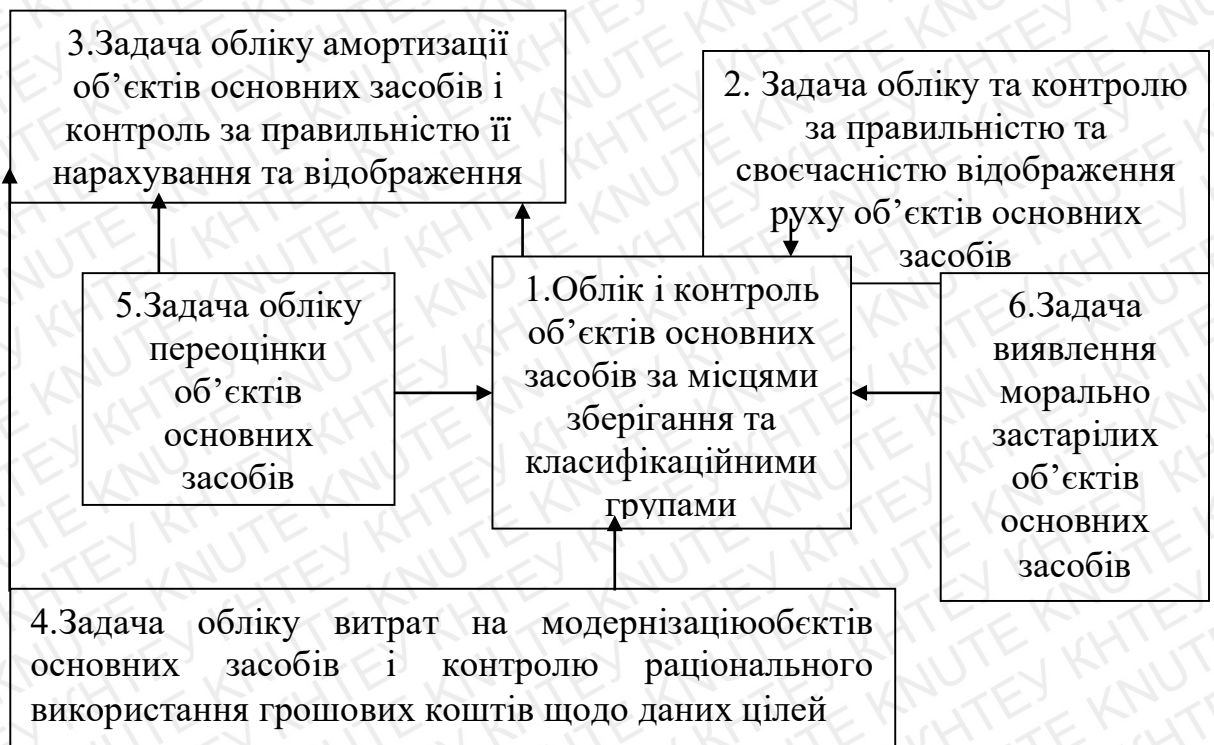 3.Задача обліку амортизації
об’єктів основних засобів і
контроль за правильністю її
нарахування та відображення
2. Задача обліку та контролю
за правильністю та
своєчасністю відображення
руху об’єктів основних
засобів
5.Задача обліку
переоцінки
об’єктів
основних
засобів
1.Облік і контроль
об’єктів основних
засобів за місцями
зберігання та
класифікаційними
групами
6.Задача
виявлення
морально
застарілих
об’єктів
основних
засобів
4.Задача обліку витрат на модернізаціюобєктів
основних засобів і контролю раціонального
використання грошових коштів щодо даних цілей